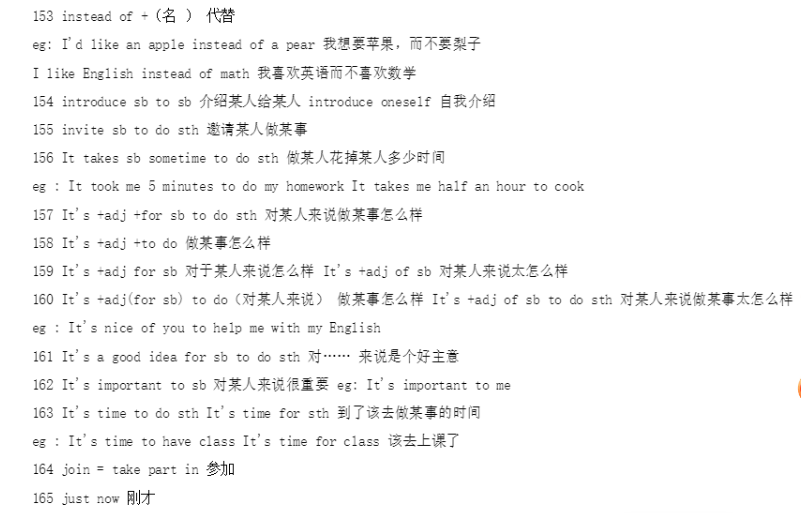 153 instead of +（名 ） 代替
eg: I'd like an apple instead of a pear 我想要苹果，而不要梨子
I like English instead of math 我喜欢英语而不喜欢数学
154 introduce sb to sb 介绍某人给某人 introduce oneself 自我介绍
155 invite sb to do sth 邀请某人做某事
156 It takes sb sometime to do sth 做某人花掉某人多少时间
eg : It took me 5 minutes to do my homework It takes me half an hour to cook
157 It's +adj +for sb to do sth 对某人来说做某事怎么样
158 It's +adj +to do 做某事怎么样
159 It's +adj for sb 对于某人来说怎么样 It's +adj of sb 对某人来说太怎么样
160 It's +adj(for sb) to do（对某人来说） 做某事怎么样 It's +adj of sb to do sth 对某人来说做某事太怎么样
eg : It's nice of you to help me with my English
161 It's a good idea for sb to do sth 对…… 来说是个好主意
162 It's important to sb 对某人来说很重要 eg: It's important to me
163 It's time to do sth It's time for sth 到了该去做某事的时间
eg : It's time to have class It's time for class 该去上课了
164 join = take part in 参加
165 just now 刚才